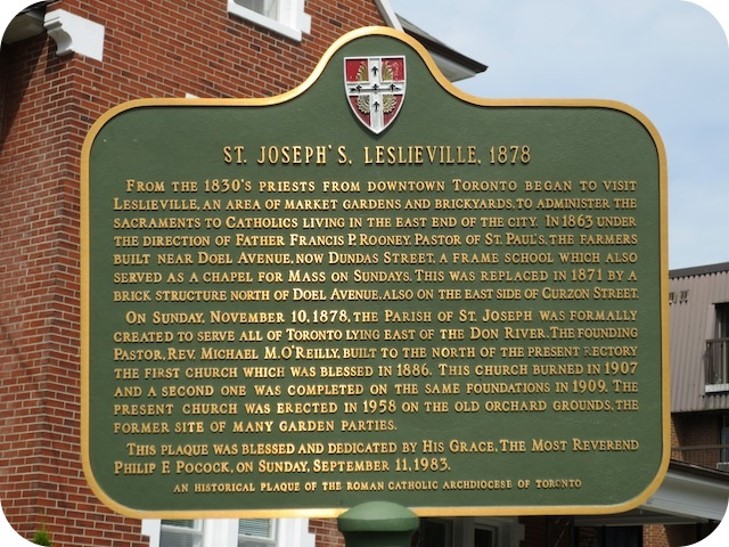 ST. JOSEPH'S, LESLIEVILLE, 1878
FROM THE 1830'S PRIESTS FROM DOWNTOWN TORONTO BEGAN TO VISIT
LESLIEVILLE, AN AREA OF MARKET GARDENS AND BRICKYARDS, TO ADMINISTER THE
SACRAMENTS TO CATHOLICS LIVING IN THE EAST END OF THE CITY. IN 1863 UNDER
THE DIRECTION OF FATHER FRANCIS P. ROONEY, PASTOR OF ST. PAUL'S, THE FARMERS
BUILT NEAR DOEL AVENUE, NOW DUNDAS STREET, A FRAME SCHOOL WHICH ALSO
SERVED AS A CHAPEL FOR MASS ON SUNDAYS. THIS WAS REPLACED IN 1871 BY A
BRICK STRUCTURE NORTH OF DOEL AVENUE, ALSO ON THE EAST SIDE OF CURZON STREET.
ON SUNDAY, NOVEMBER 10, 1878, THE PARISH OF ST. JOSEPH WAS FORMALLY
CREATED TO SERVE ALL OF TORONTO LYING EAST OF THE DON RIVER. THE FOUNDING
PASTOR, REV. MICHAEL M. O'REILLY, BUILT TO THE NORTH OF THE PRESENT RECTORY
THE FIRST CHURCH WHICH WAS BLESSED IN 1886. THIS CHURCH BURNED IN 1907
AND A SECOND ONE WAS COMPLETED ON THE SAME FOUNDATIONS IN 1909. THE
PRESENT CHURCH WAS ERECTED IN 1958 ON THE OLD ORCHARD GROUNDS, THE
FORMER SITE OF MANY GARDEN PARTIES.
THIS PLAQUE WAS BLESSED AND DEDICATED BY HIS GRACE, THE MOST REVEREND
PHILIP F. POCOCK, ON SUNDAY, SEPTEMBER 11, 1983.
AN HISTORICAL PLAQUE OF THE ROMAN CATHOLIC ARCHDIOCESE OF TORONTO